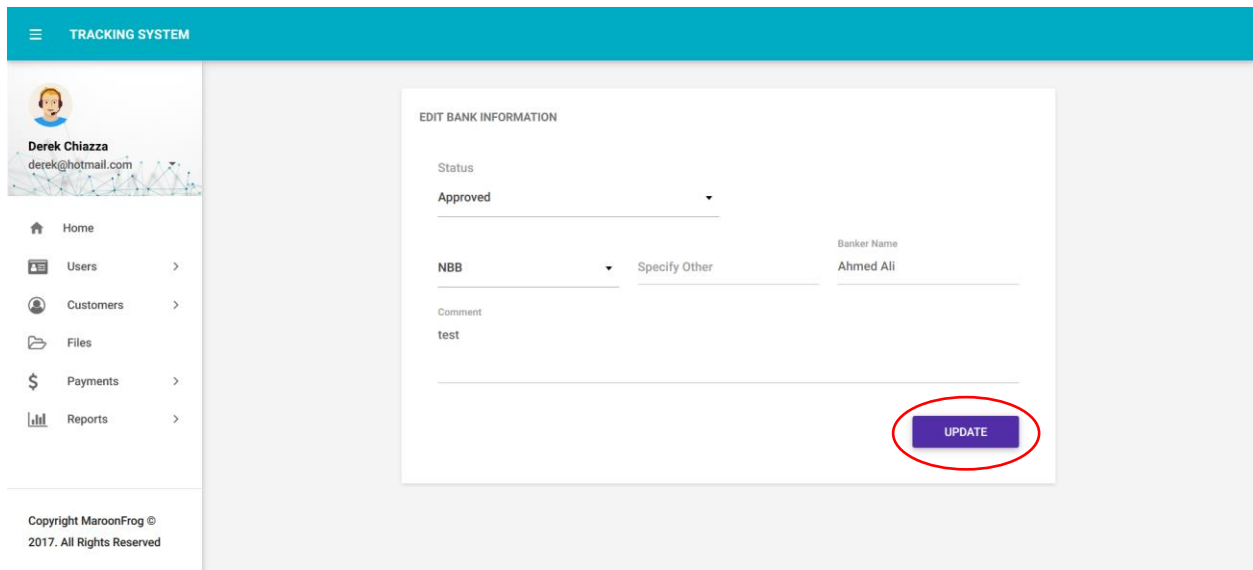 TRACKING SYSTEM
Derek Chiazza
derek@hotmail.com
Home
Users
Customers
Files
Payments
Reports
Copyright MaroonFrog ©
2017. All Rights Reserved
EDIT BANK INFORMATION
Status
Approved
NBB
Specify Other
Banker Name
Ahmed Ali
Comment
test
UPDATE